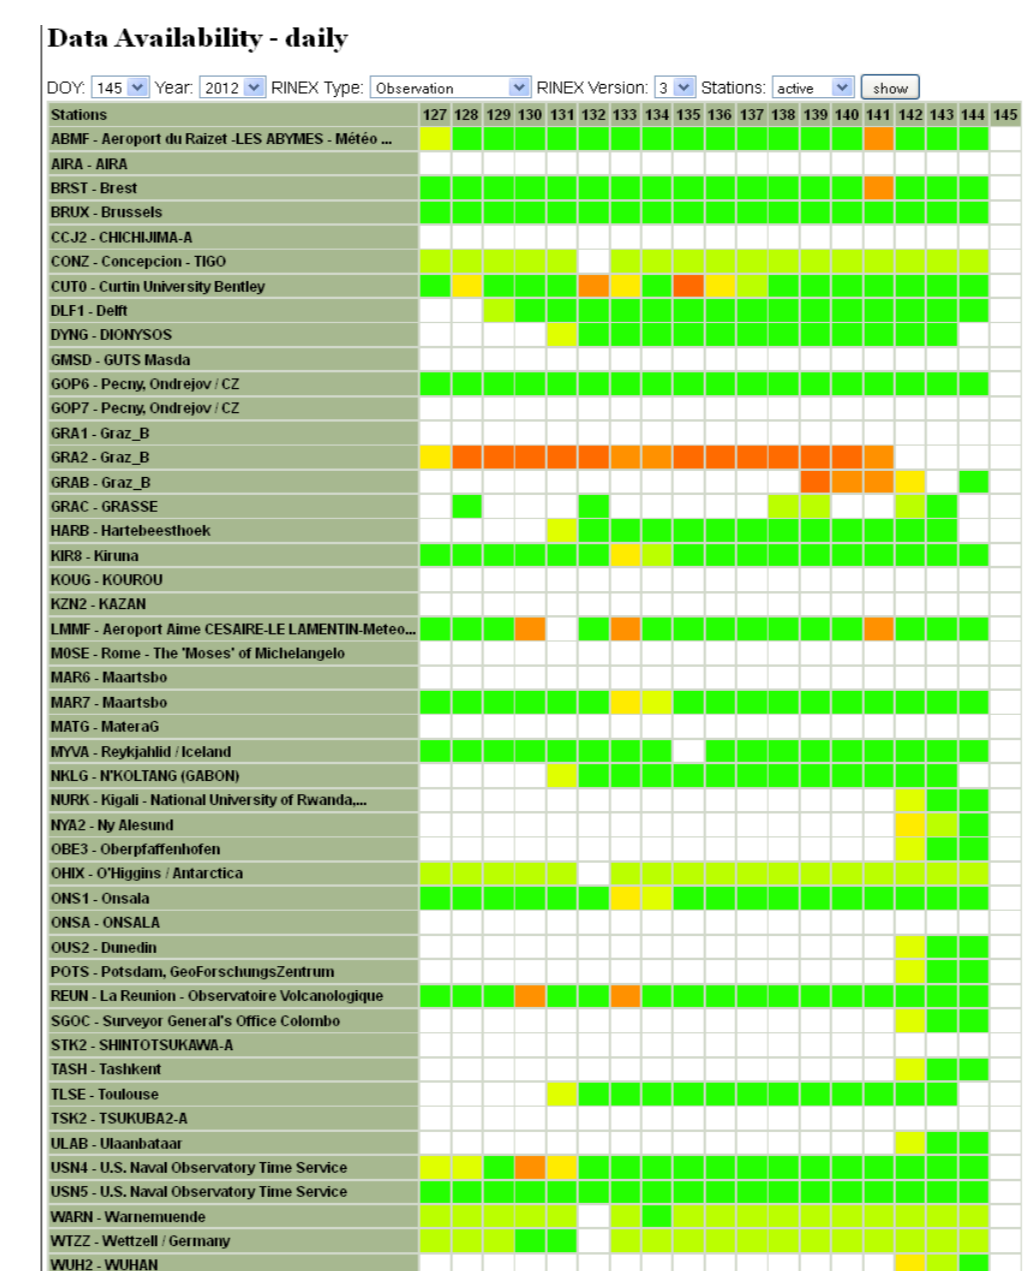 Data Availability - daily
DOY: 145 Year: 2012 RINEX Type: Observation RINEX Version: 3 Stations: active show
Stations 127 128 129 130 131 132 133 134 135 136 137 138 139 140 141 142 143 144 145
ABMF - Aeroport du Raizet -LES ABYMES - Météo ...
AIRA - AIRA
BRST - Brest
BRUX - Brussels
CCJ2 - CHICHIJIMA-A
CONZ - Concepcion - TIGO
CUT0 - Curtin University Bentley
DLF1 - Delft
DYNG - DIONYSOS
GMSD - GUTS Masda
GOP6 - Pecny, Ondrejov / CZ
GOP7 - Pecny, Ondrejov / CZ
GRA1 - Graz_B
GRA2 - Graz_B
GRAB - Graz_B
GRAC - GRASSE
HARB - Hartebeesthoek
KIR8 - Kiruna
KOUG - KOUROU
KZN2 - KAZAN
LMMF - Aeroport Aime CESAIRE-LE LAMENTIN-Meteo...
M0SE - Rome - The 'Moses' of Michelangelo
MAR6 - Maartsbo
MAR7 - Maartsbo
MATG - MateraG
MYVA - Reykjahlid / Iceland
NKLG - N'KOLTANG (GABON)
NURK - Kigali - National University of Rwanda,...
NYA2 - Ny Alesund
OBE3 - Oberpfaffenhofen
OHIX - O'Higgins / Antarctica
ONS1 - Onsala
ONSA - ONSALA
OUS2 - Dunedin
POTS - Potsdam, GeoForschungsZentrum
REUN - La Reunion - Observatoire Volcanologique
SGOC - Surveyor General's Office Colombo
STK2 - SHINTOTSUKAWA-A
TASH - Tashkent
TLSE - Toulouse
TSK2 - TSUKUBA2-A
ULAB - Ulaanbataar
USN4 - U.S. Naval Observatory Time Service
USN5 - U.S. Naval Observatory Time Service
WARN - Warnemuende
WTZZ - Wettzell / Germany
WUH2 - WUHAN